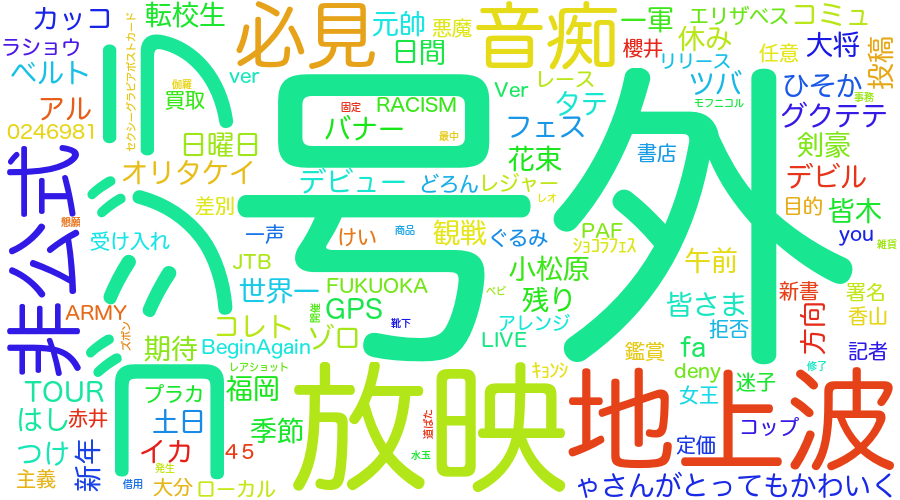 カッコ
転校生
必見
元帥
悪魔
日間
音痴
一軍
エリザベス
コミュ
休み
櫻井
リリース
任意
大将
投稿
ラショウ
ベルト
アル
0246981
セクシーグラビアポストカード
伽羅
買取
ver
固定
RACISM
バナー
最中
Ver
レース
タテ
フェス
ツバ
モフニコル
ひそか
事務
グクテテ
日曜日
オリタケイ
花束
書店
剣豪
デビュー
どろん
レジャー
レオ
デビル
号外
非公式
懇願
差別
受け入れ
一声
けい
商品
観戦
ぐるみ
ショコラフェス
PAF
目的
皆木
you
雑貨
JTB
世界一
FUKUOKA
GPS
小松原
残り
ベビ
午前
皆さま
新書
署名
香山
方向
ARMY
ズボン
コレト
開催
ゾロ
靴下
LIVE
アレンジ
拒否
記者
期待
BeginAgain
レアショット
鑑賞
fa
deny
迷子
修了
TOUR
プラカ
福岡
放映
キョンシ
女王
地上波
はし
赤井
土日
季節
道ばた
コップ
つけ
新年
イカ
45
水玉
定価
主義
借用
発生
大分
ローカル
ゃさんがとってもかわいく